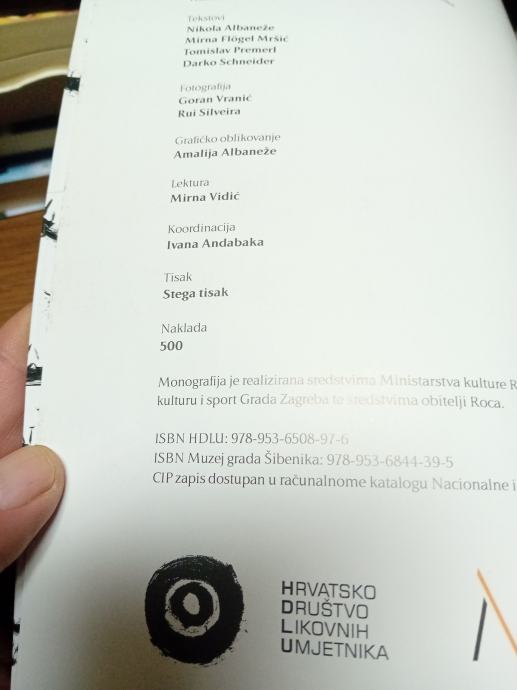 Tekstovi
Nikola Albaneže
Mirna Flögel Mršić
Tomislav Premerl
Darko Schneider
Fotografija
Goran Vranić
Rui Silveira
Grafičko oblikovanje
Amalija Albaneže
Lektura
Mirna Vidić
Koordinacija
Ivana Andabaka
Tisak
Stega tisak
Naklada
500
Monografija je realizirana sredstvima Ministarstva kulture R
kulturu i sport Grada Zagreba te sredstvima obitelji Roca.
ISBN HDLU: 978-953-6508-97-6
ISBN Muzej grada Šibenika: 978-953-6844-39-5
CIP zapis dostupan u računalnome katalogu Nacionalne i
HRVATSKO
DRUŠTVO
LIKOVNIH
UMJETNIKA